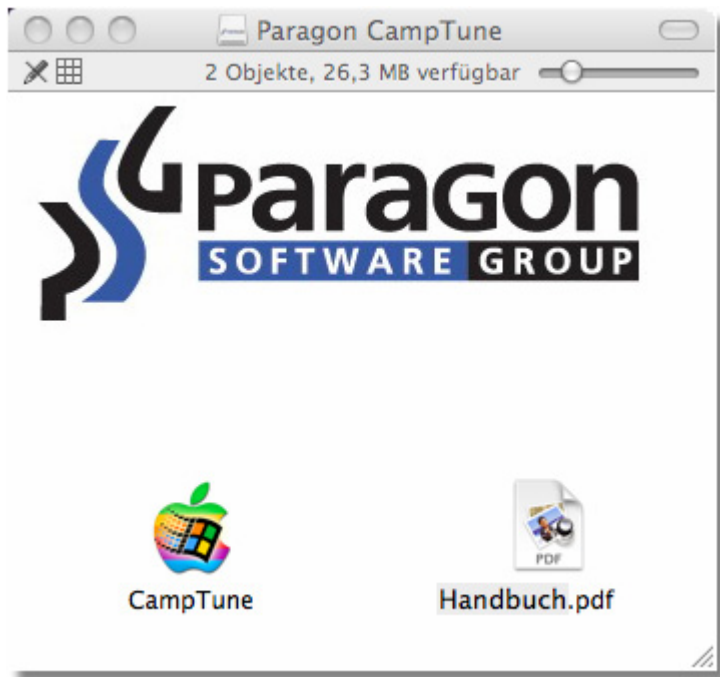 Paragon CampTune
2 Objekte, 26,3 MB verfügbar
Paragon
SOFTWARE GROUP
PDF
CampTune
Handbuch.pdf